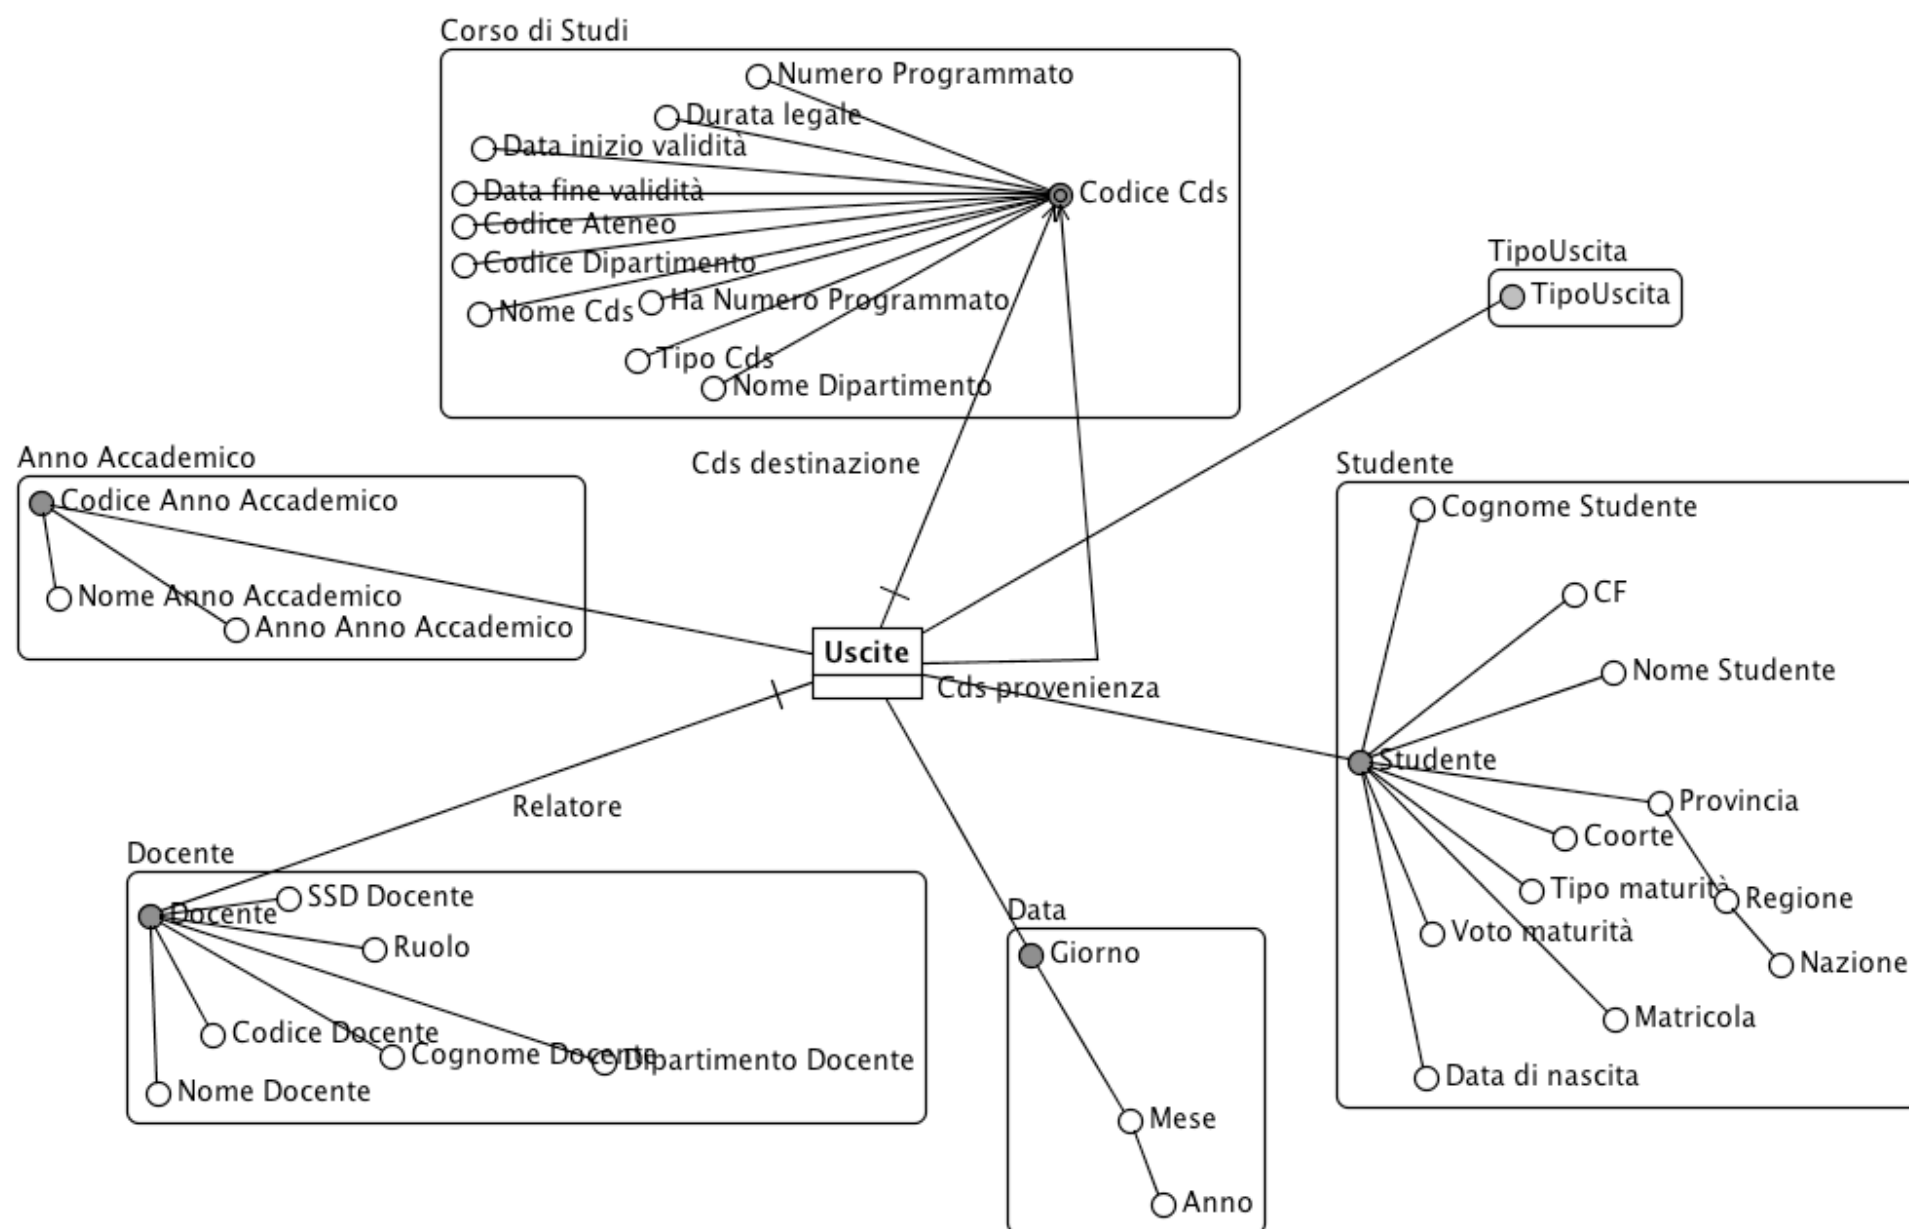 Corso di Studi
Numero Programmato
Durata legale
Data inizio validità
Data fine validità
Codice Cds
Codice Ateneo
Codice Dipartimento
Ha Numero Programmato
Nome Cds
Tipo Cds
Nome Dipartimento
TipoUscita
TipoUscita
Cds destinazione
Anno Accademico
Codice Anno Accademico
Nome Anno Accademico
Anno Anno Accademico
Uscite
Cds provenienza
Studente
Cognome Studente
CF
Nome Studente
Studente
Provincia
Coorte
Tipo maturità
Regione
Voto maturità
Nazione
Matricola
Data di nascita
Relatore
Docente
SSD Docente
Docente
Ruolo
Codice Docente
Cognome Docente
Dipartimento Docente
Nome Docente
Data
Giorno
Mese
Anno